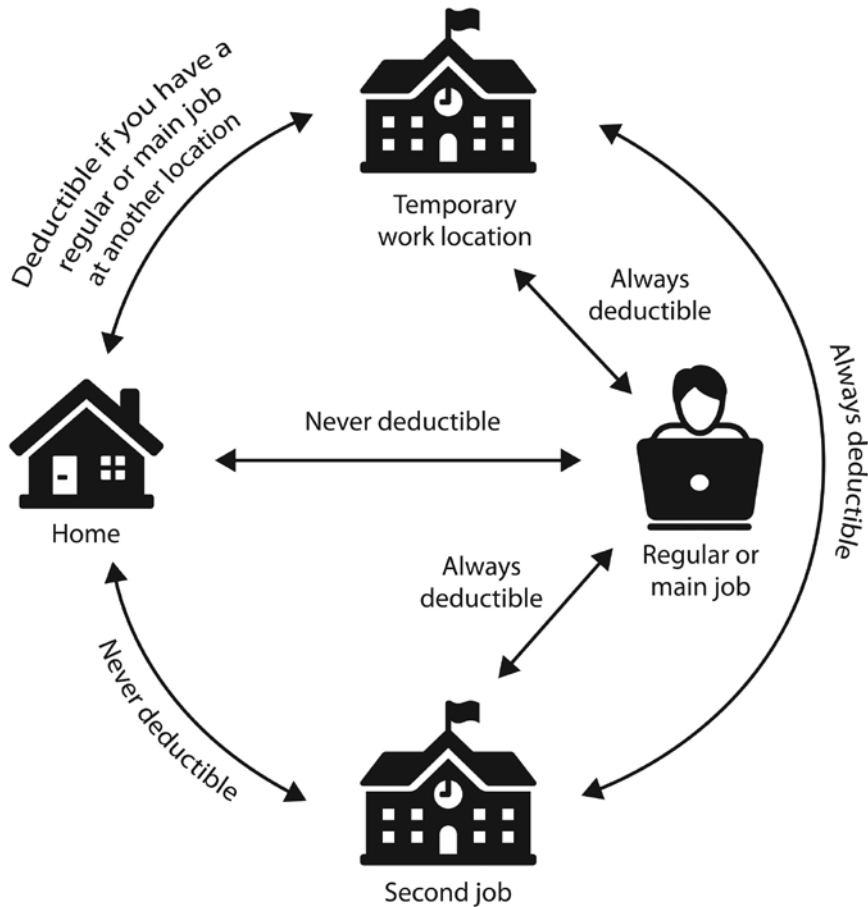 Deductible if you have a
regular or main job
at another location
Temporary
work location
Always
deductible
Always deductible
Never deductible
Home
Regular or
main job
Always
deductible
Never deductible
Second job